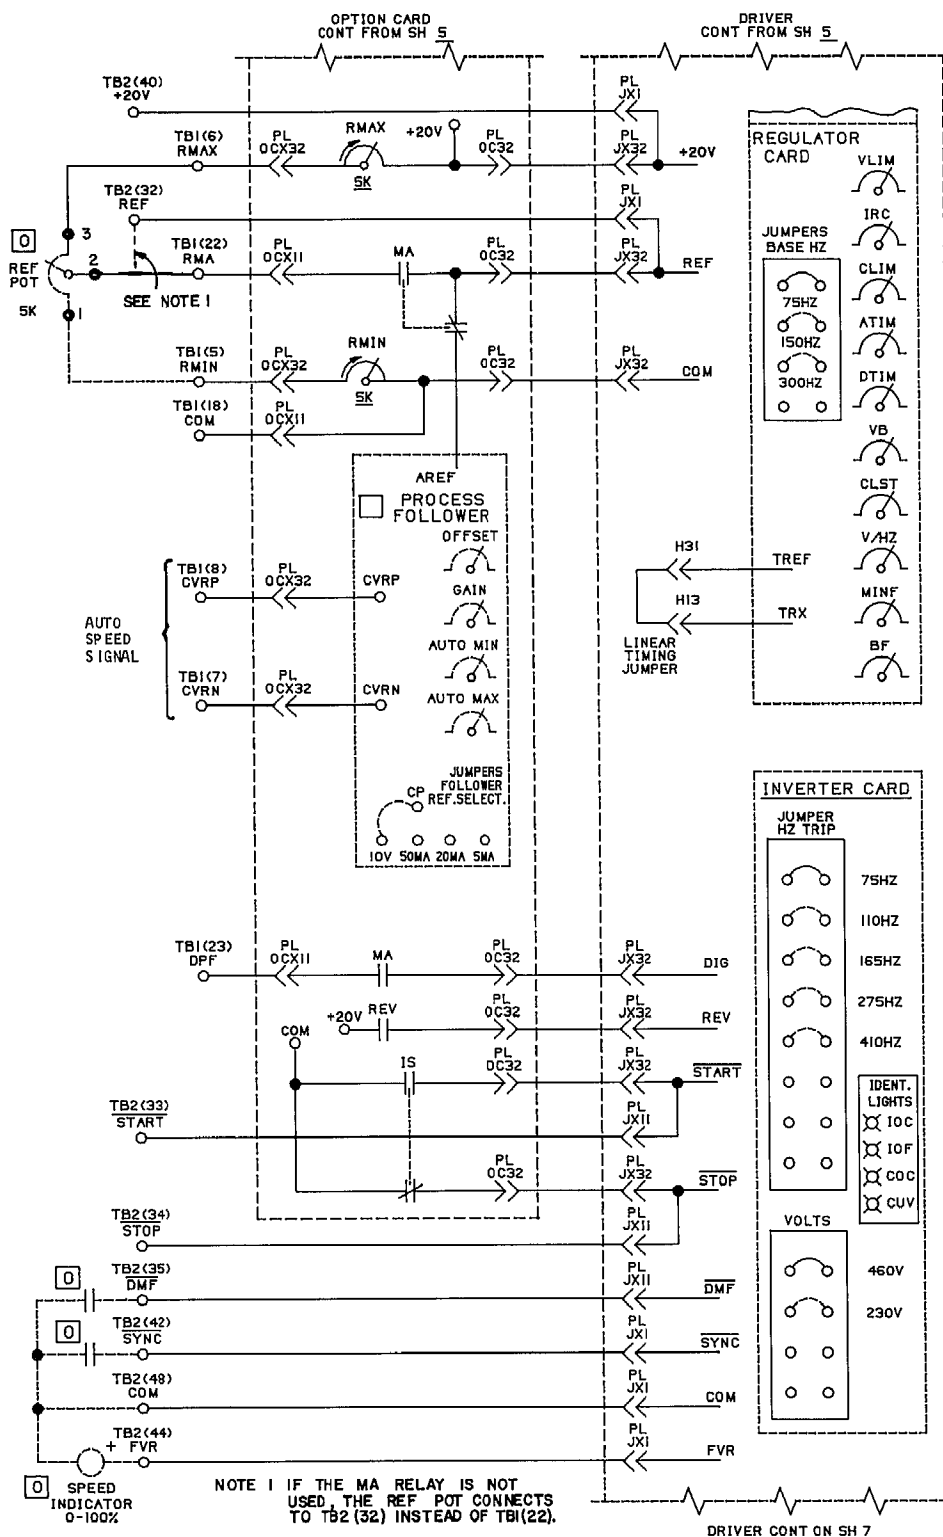 OPTION CARD
CONT FROM SH 5
DRIVER
CONT FROM SH 5
TB2(40)
+20V
PL
JX1
TB1(6)
RMAX
PL
OCX32
RMAX
5K
+20V
PL
OC32
PL
JX32
+20V
TB2(32)
REF
PL
JX1
O
REF
POT
5K
3
2
1
TB1(22)
RMA
SEE NOTE 1
PL
OCX11
MA
PL
OC32
PL
JX32
REF
TB1(5)
RMIN
PL
OCX32
RMIN
5K
PL
OC32
PL
JX32
COM
TB1(18)
COM
PL
OCX11
REGULATOR
CARD
JUMPERS
BASE HZ
75HZ
150HZ
300HZ
VLIM
IRC
CLIM
ATIM
DTIM
VB
CLST
V/HZ
MINF
BF
AREF
PROCESS
FOLLOWER
OFFSET
GAIN
AUTO MIN
AUTO MAX
AUTO
SPEED
SIGNAL
TB1(8)
CVRP
PL
OCX32
CVRP
TB1(7)
CVRN
PL
OCX32
CVRN
JUMPERS
FOLLOWER
REF.SELECT.
CP
10V 50MA 20MA 5MA
H31
TREF
H13
TRX
LINEAR
TIMING
JUMPER
INVERTER CARD
JUMPER
HZ TRIP
75HZ
110HZ
165HZ
275HZ
410HZ
IDENT.
LIGHTS
IOC
IOF
COC
CUV
VOLTS
460V
230V
TB1(23)
DPF
PL
OCX11
MA
PL
OC32
PL
JX32
DIG
COM
+20V
REV
PL
OC32
PL
JX32
REV
IS
PL
DC32
PL
JX32
START
TB2(33)
START
PL
JX11
PL
OC32
PL
JX32
STOP
TB2(34)
STOP
PL
JX11
O
TB2(35)
DMF
PL
JX11
DMF
O
TB2(42)
SYNC
PL
JX1
SYNC
TB2(48)
COM
PL
JX1
COM
+
TB2(44)
FVR
PL
JX1
FVR
O
SPEED
INDICATOR
0-100%
NOTE 1 IF THE MA RELAY IS NOT
USED, THE REF POT CONNECTS
TO TB2(32) INSTEAD OF TB1(22).
DRIVER CONT ON SH 7